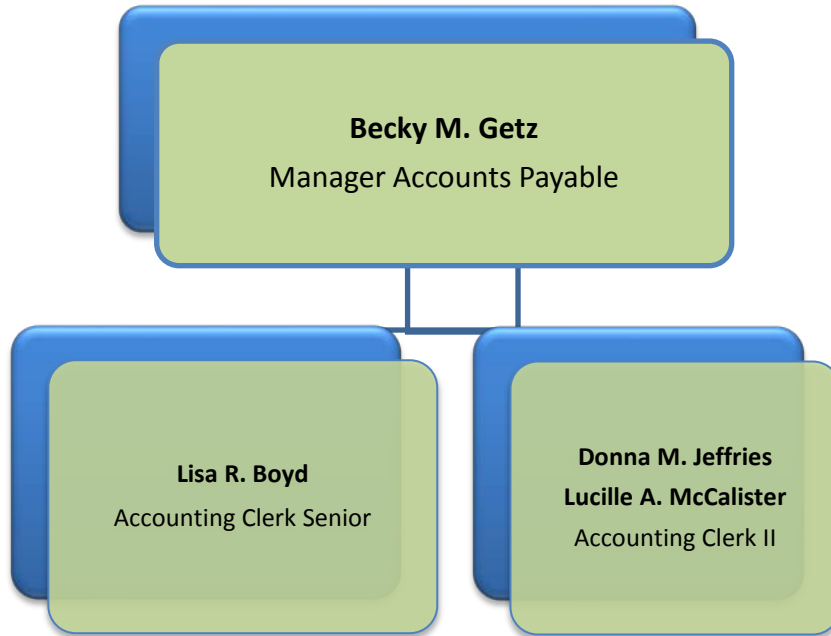 Becky M. Getz
Manager Accounts Payable
Lisa R. Boyd
Accounting Clerk Senior
Donna M. Jeffries
Lucille A. McCalister
Accounting Clerk II